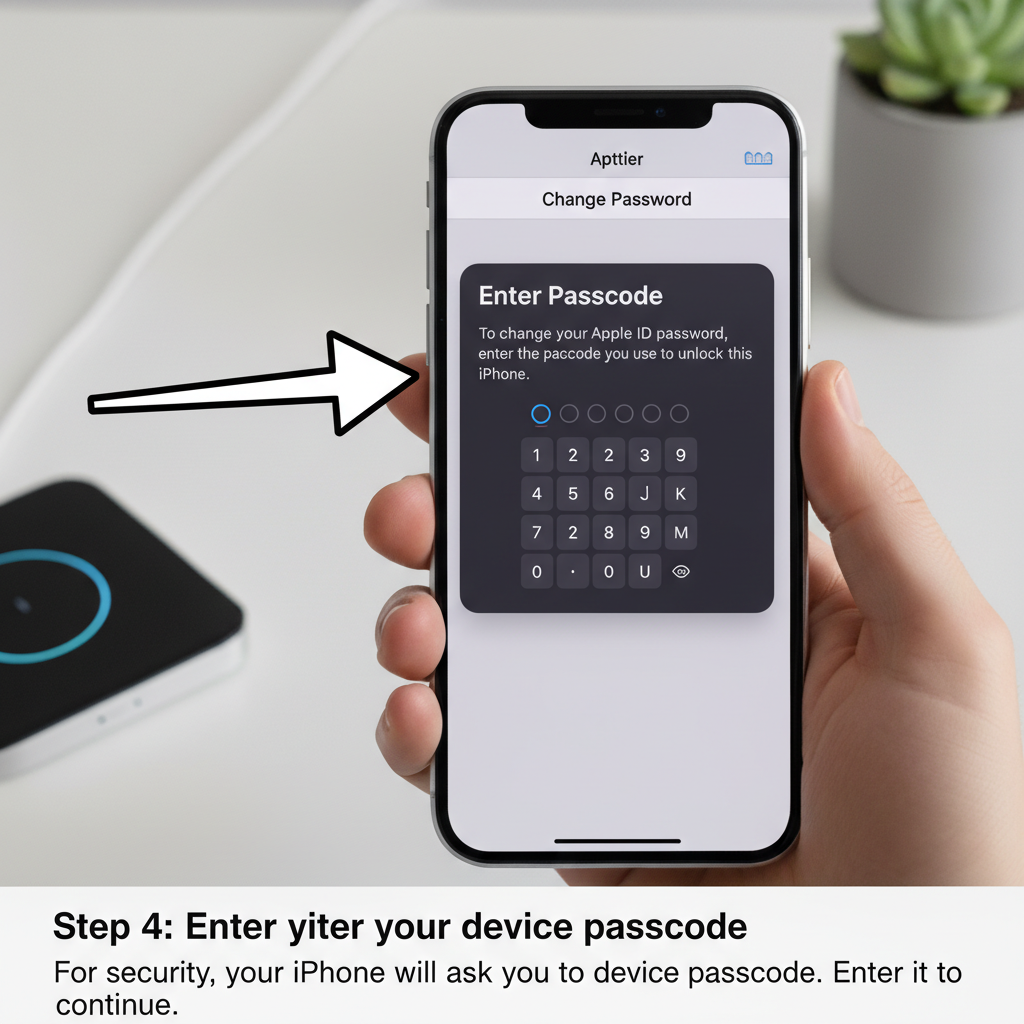 Apttier
Change Password
Enter Passcode
To change your Apple ID password,
enter the paccode you use to unlock this
iPhone.
1 2 2 3 9
4 5 6 J K
7 2 8 9 M
0 · 0 U
Step 4: Enter yiter your device passcode
For security, your iPhone will ask you to device passcode. Enter it to
continue.